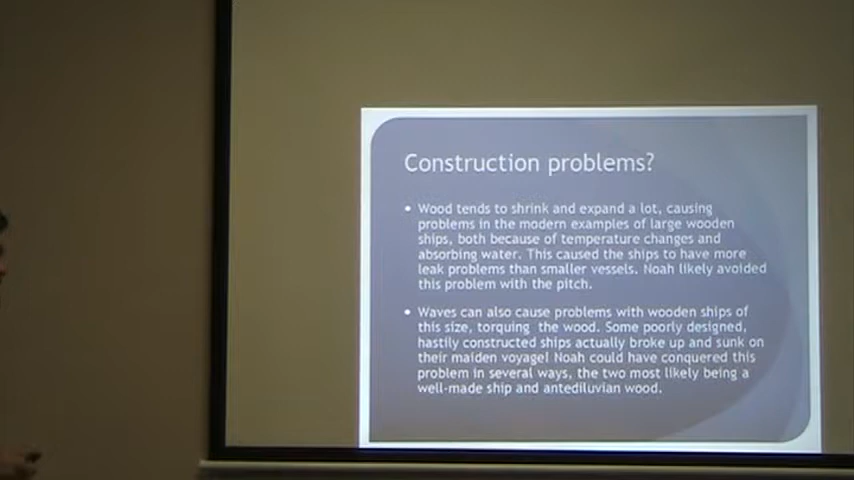 Construction problems?
• Wood tends to shrink and expand a lot, causing
problems in the modern examples of large wooden
ships, both because of temperature changes and
absorbing water. This caused the ships to have more
leak problems than smaller vessels. Noah likely avoided
this problem with the pitch.
• Waves can also cause problems with wooden ships of
this size, torquing the wood. Some poorly designed,
hastily constructed ships actually broke up and sunk on
their maiden voyage! Noah could have conquered this
problem in several ways, the two most likely being a
well-made ship and antediluvian wood.